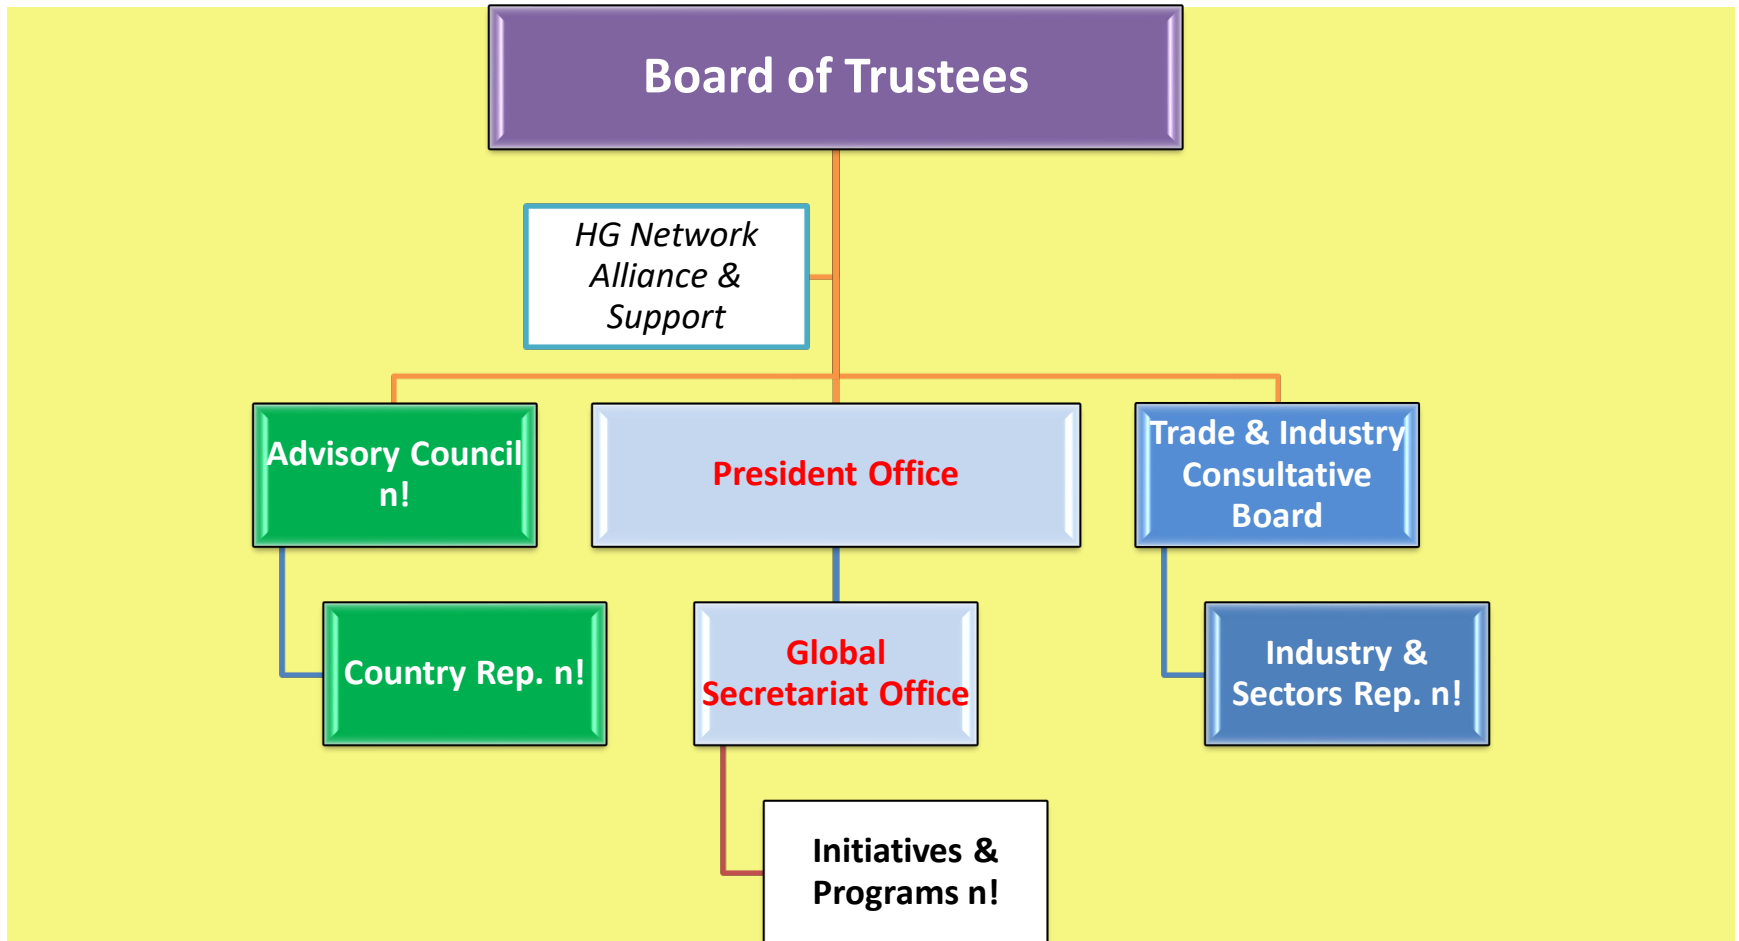 Board of Trustees
HG Network
Alliance &
Support
Advisory Council
n!
President Office
Trade & Industry
Consultative
Board
Country Rep. n!
Global
Secretariat Office
Industry &
Sectors Rep. n!
Initiatives &
Programs n!